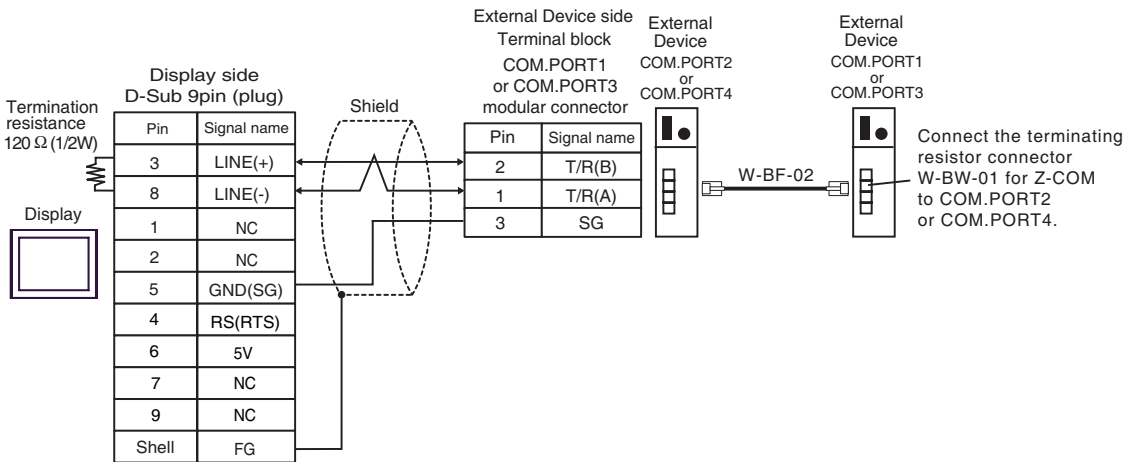 Termination
resistance
120 Ω (1/2W)
Display
Display side
D-Sub 9pin (plug)
Pin Signal name
3 LINE(+)
8 LINE(-)
1 NC
2 NC
5 GND(SG)
4 RS(RTS)
6 5V
7 NC
9 NC
Shell FG
Shield
External Device side
Terminal block
COM.PORT1
or COM.PORT3
modular connector
Pin Signal name
2 T/R(B)
1 T/R(A)
3 SG
External
Device
COM.PORT2
or
COM.PORT4
W-BF-02
External
Device
COM.PORT1
or
COM.PORT3
Connect the terminating
resistor connector
W-BW-01 for Z-COM
to COM.PORT2
or COM.PORT4.